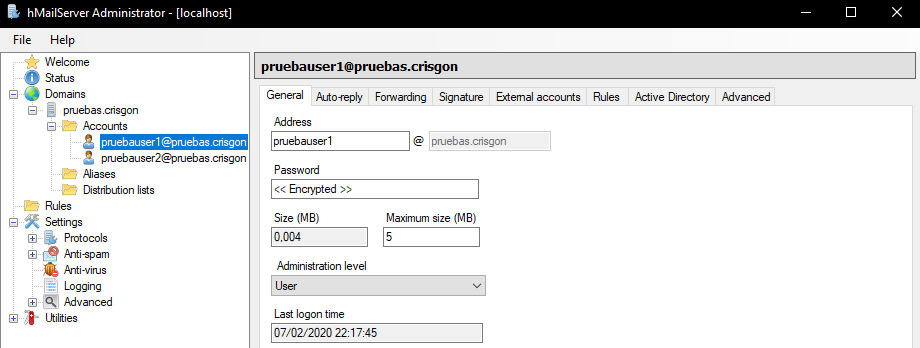 hMailServer Administrator - [localhost]
File Help
Welcome
Status
Domains
pruebas.crisgon
Accounts
pruebauser1@pruebas.crisgon
pruebauser2@pruebas.crisgon
Aliases
Distribution lists
Rules
Settings
Protocols
Anti-spam
Anti-virus
Logging
Advanced
Utilities
pruebauser1@pruebas.crisgon
General Auto-reply Forwarding Signature External accounts Rules Active Directory Advanced
Address
pruebauser1 @ pruebas.crisgon
Password
<< Encrypted >>
Size (MB) Maximum size (MB)
0,004 5
Administration level
User
Last logon time
07/02/2020 22:17:45